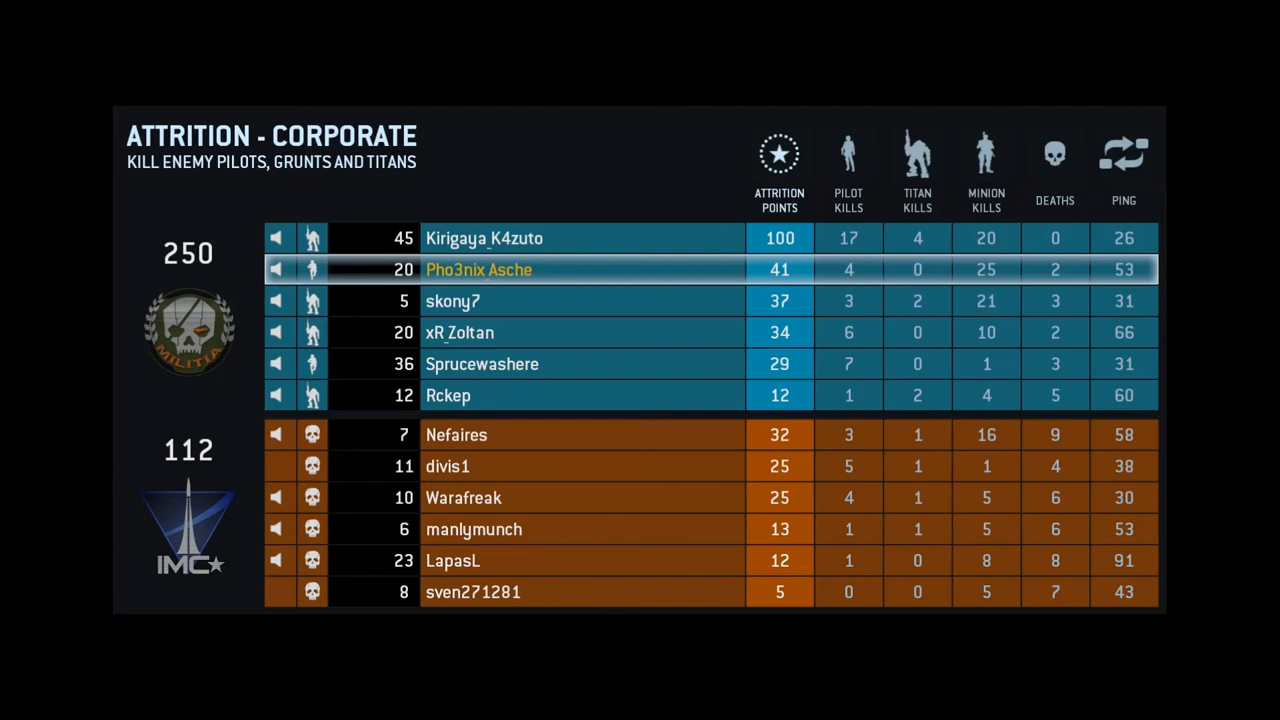 ATTRITION - CORPORATE
KILL ENEMY PILOTS, GRUNTS AND TITANS
ATTRITION POINTS PILOT KILLS TITAN KILLS MINION KILLS DEATHS PING
250
MILITIA
45 Kirigaya_K4zuto 100 17 4 20 0 26
20 Pho3nix_Asche 41 4 0 25 2 53
5 skony7 37 3 2 21 3 31
20 xR_Zoltan 34 6 0 10 2 66
36 Sprucewashere 29 7 0 1 3 31
12 Rckep 12 1 2 4 5 60
112
IMC
7 Nefaires 32 3 1 16 9 58
11 divis1 25 5 1 1 4 38
10 Warafreak 25 4 1 5 6 30
6 manlymunch 13 1 1 5 6 53
23 LapasL 12 1 0 8 8 91
8 sven271281 5 0 0 5 7 43